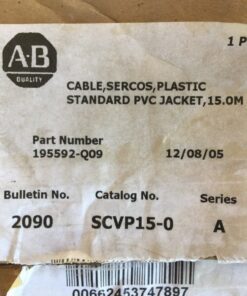 A-B
QUALITY
1 P
CABLE,SERCOS,PLASTIC
STANDARD PVC JACKET,15.0M
Part Number
195592-Q09 12/08/05
Bulletin No. Catalog No. Series
2090 SCVP15-0 A
00662453747897